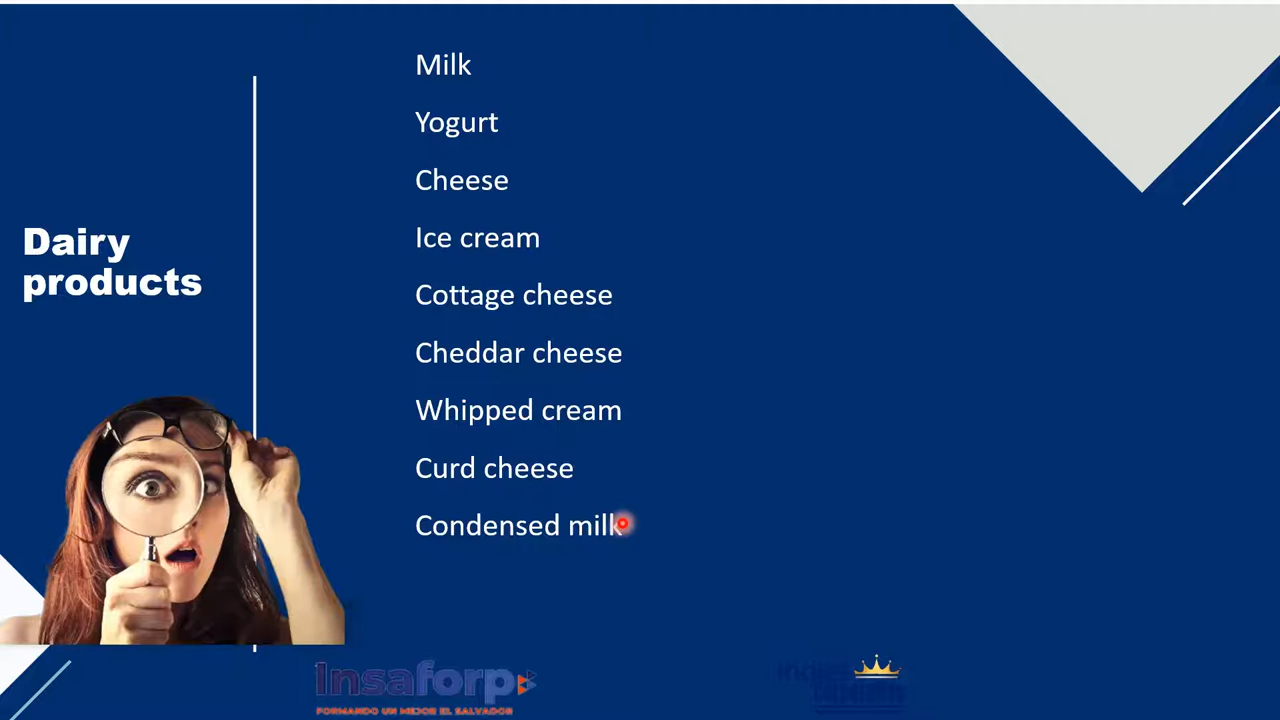 Milk
Yogurt
Cheese
Ice cream
Cottage cheese
Cheddar cheese
Whipped cream
Curd cheese
Condensed milk
Dairy
products
Insaforp
FORMANDO UN MEJOR EL SALVADOR